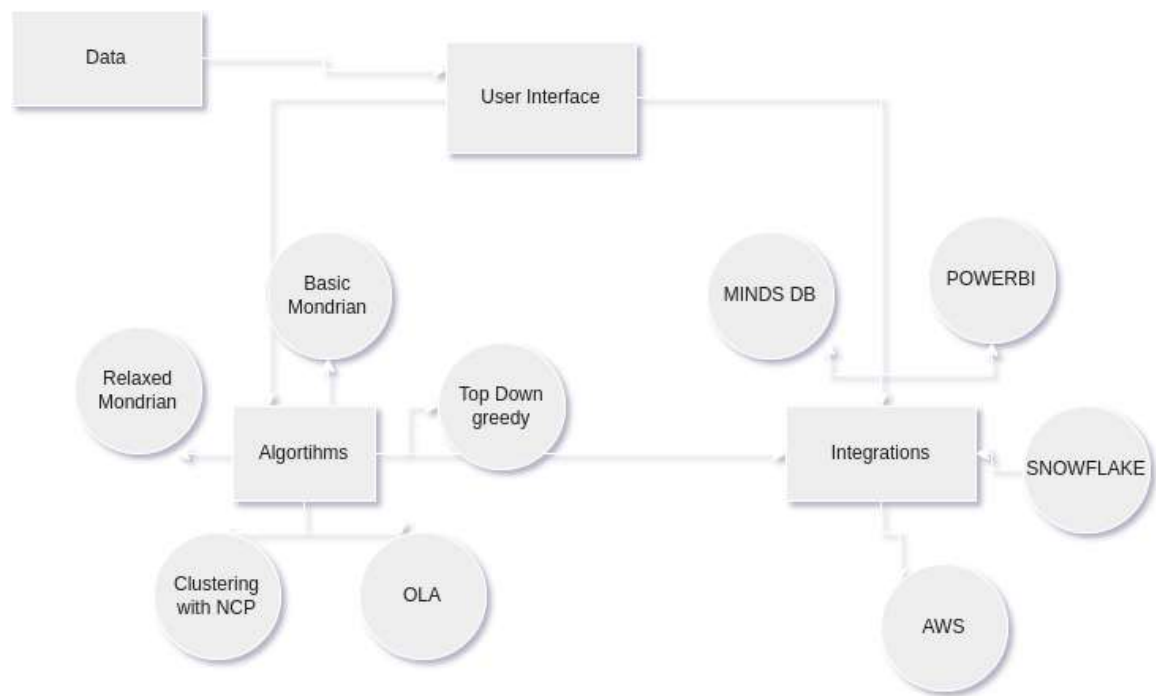 Data
User Interface
Basic
Mondrian
MINDS DB
POWERBI
Relaxed
Mondrian
Top Down
greedy
Algortihms
Integrations
SNOWFLAKE
Clustering
with NCP
OLA
AWS